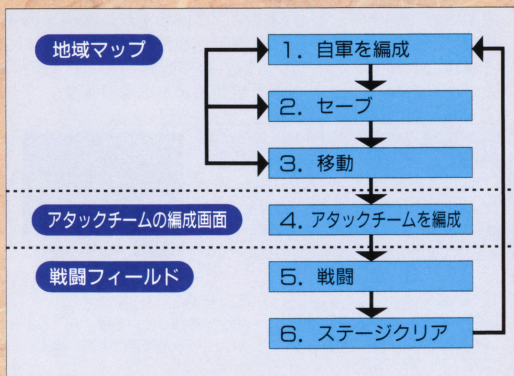 地域マップ
1. 自軍を編成
2. セーブ
3. 移動
アタックチームの編成画面
4. アタックチームを編成
戦闘フィールド
5. 戦闘
6. ステージクリア